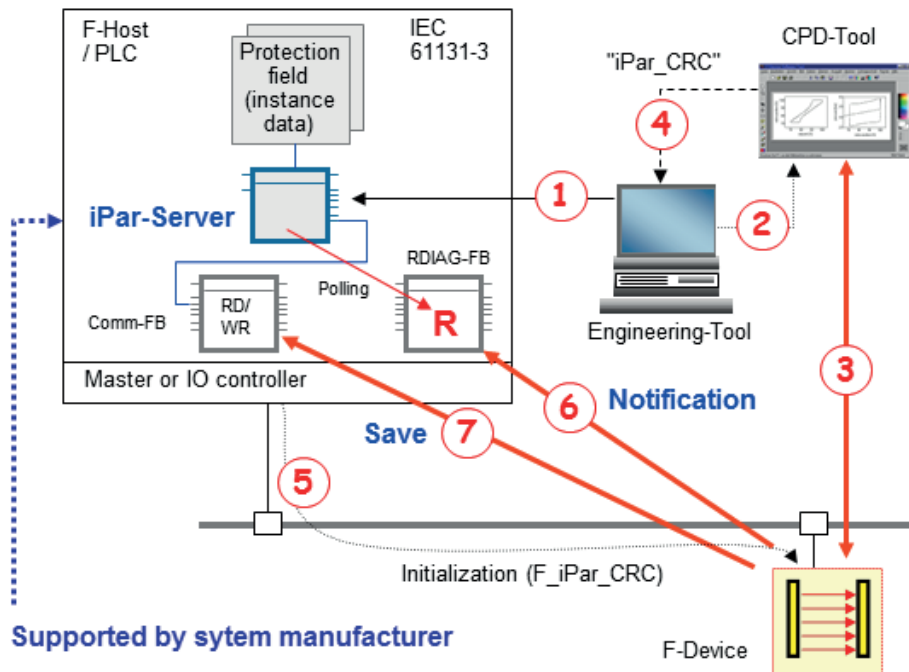 F-Host
/ PLC
IEC
61131-3
Protection
field
(instance
data)
iPar-Server
RDIAG-FB
Polling
Comm-FB
RD/
WR
R
Master or IO controller
CPD-Tool
"iPar_CRC"
4
1
2
Engineering-Tool
3
Notification
6
Save
7
5
Initialization (F_iPar_CRC)
Supported by sytem manufacturer
F-Device